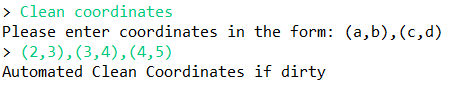 > Clean coordinates
Please enter coordinates in the form: (a,b),(c,d)
> (2,3),(3,4),(4,5)
Automated Clean Coordinates if dirty